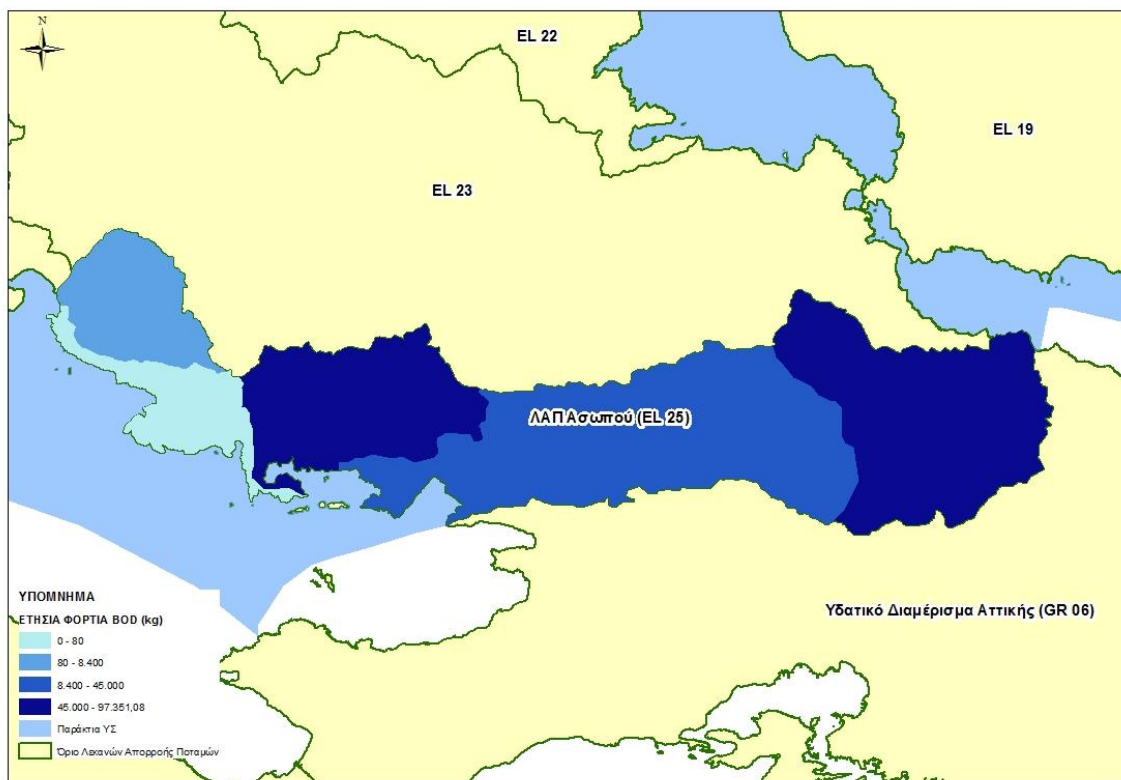 N
EL 22
EL 19
EL 23
ΛΑΠ Ασωπού (EL 25)
Υδατικό Διαμέρισμα Αττικής (GR 06)
ΥΠΟΜΝΗΜΑ
ΕΤΗΣΙΑ ΦΟΡΤΙΑ BOD (kg)
0 - 80
80 - 8.400
8.400 - 45.000
45.000 - 97.351,08
Παράκτια ΥΣ
Όριο Λεκανών Απορροής Ποταμών